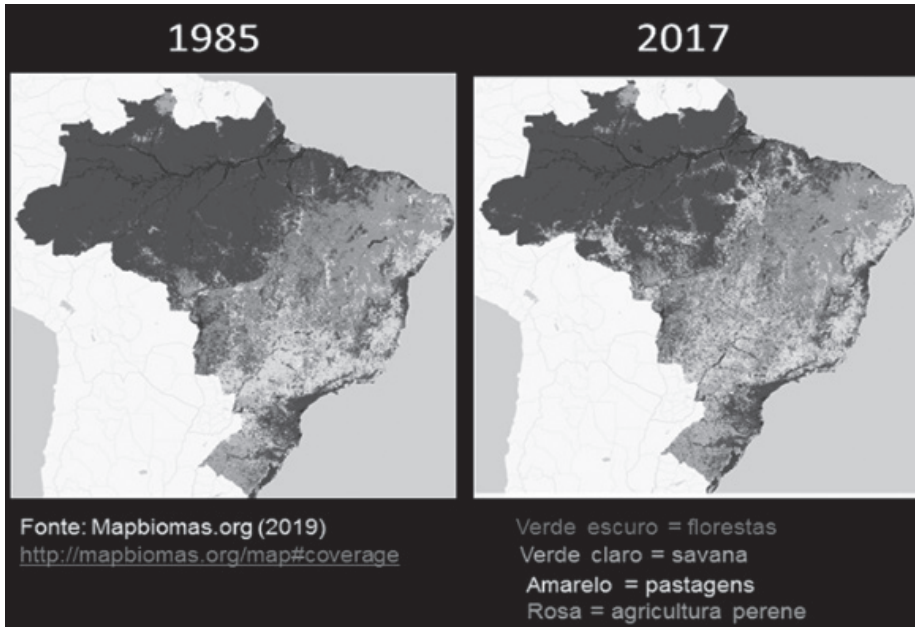 1985
2017
Fonte: Mapbiomas.org (2019)
http://mapbiomas.org/map#coverage
Verde escuro = florestas
Verde claro = savana
Amarelo = pastagens
Rosa = agricultura perene